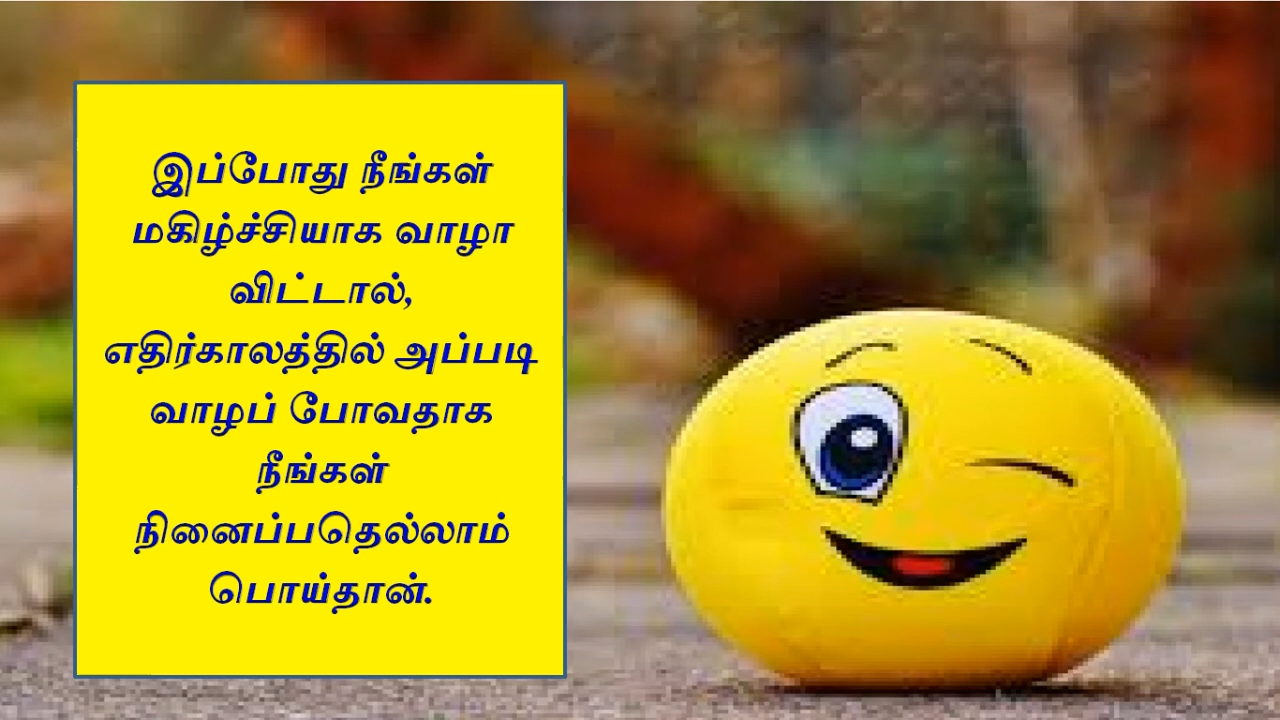 இப்போது நீங்கள்
மகிழ்ச்சியாக வாழா
விட்டால்,
எதிர்காலத்தில் அப்படி
வாழப் போவதாக
நீங்கள்
நினைப்பதெல்லாம்
பொய்தான்.